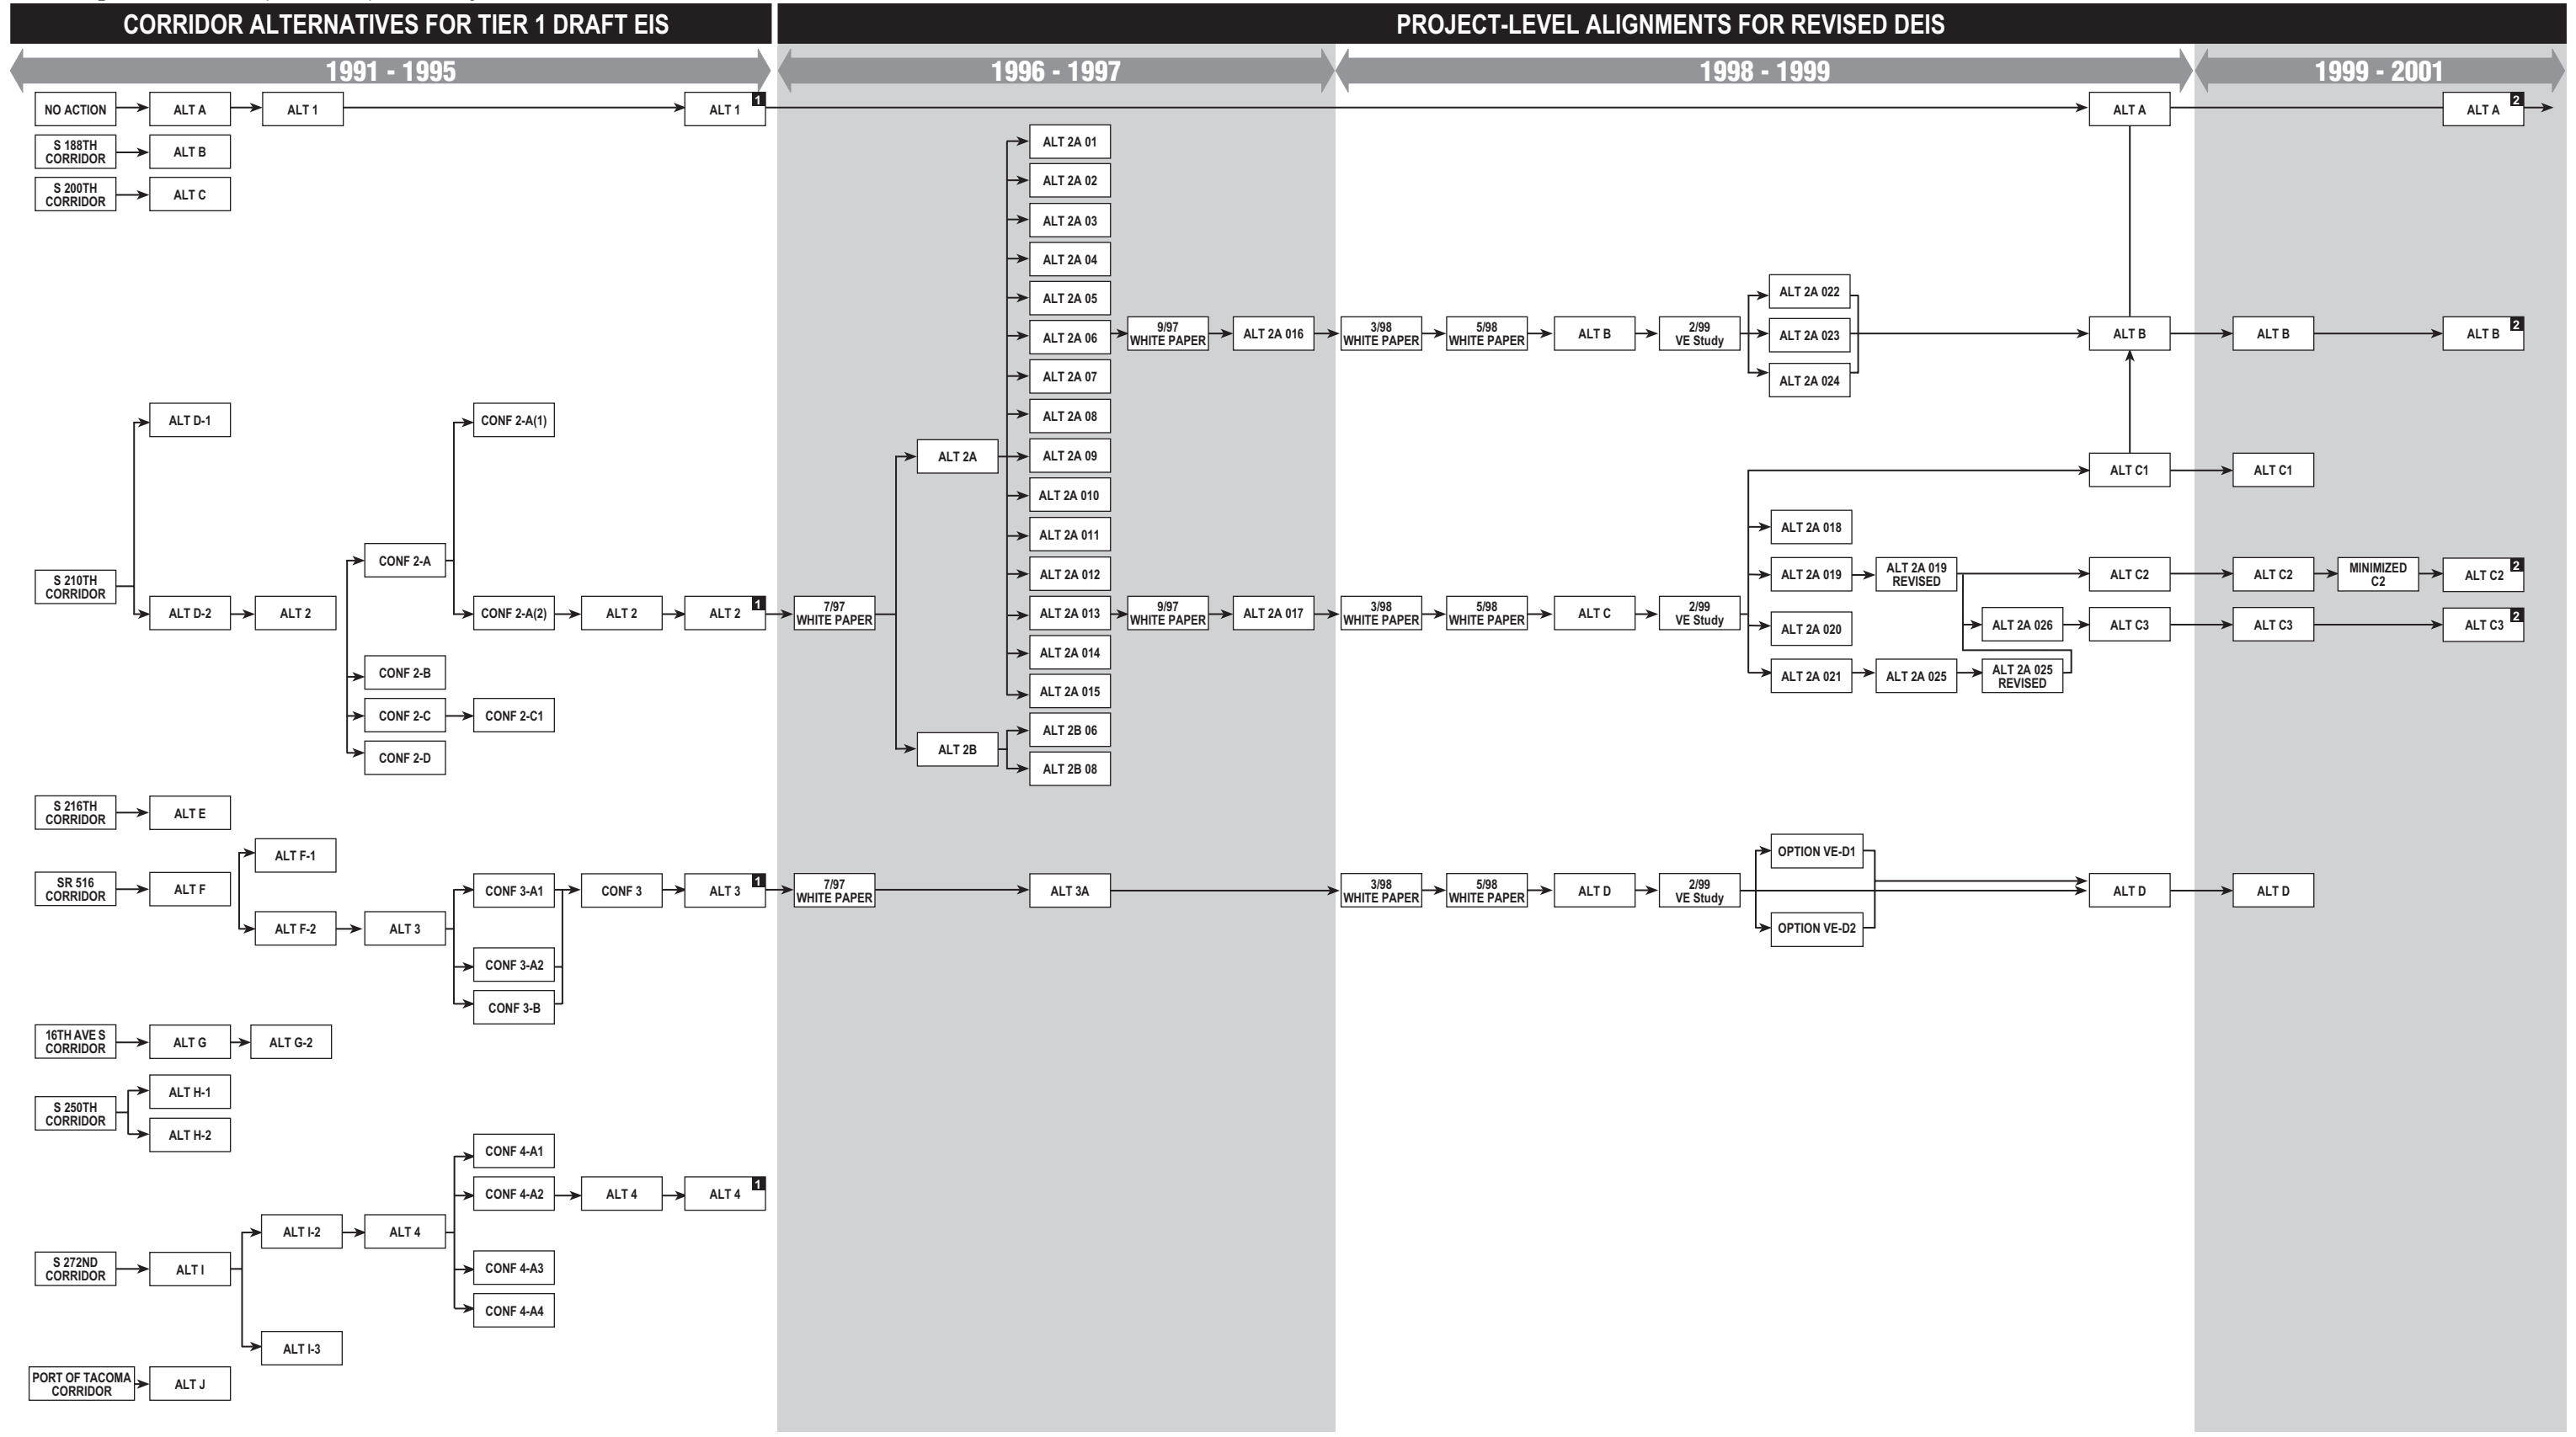 CORRIDOR ALTERNATIVES FOR TIER 1 DRAFT EIS
PROJECT-LEVEL ALIGNMENTS FOR REVISED DEIS
1991 - 1995
1996 - 1997
1998 - 1999
1999 - 2001
NO ACTION
ALT A
ALT 1
ALT 1
1
ALT A
ALT A
2
S 188TH
CORRIDOR
ALT B
S 200TH
CORRIDOR
ALT C
S 210TH
CORRIDOR
ALT D-1
ALT D-2
ALT 2
CONF 2-A
CONF 2-B
CONF 2-C
CONF 2-D
CONF 2-A(1)
CONF 2-A(2)
CONF 2-C1
ALT 2
ALT 2
1
7/97
WHITE PAPER
ALT 2A
ALT 2B
ALT 2A 01
ALT 2A 02
ALT 2A 03
ALT 2A 04
ALT 2A 05
ALT 2A 06
ALT 2A 07
ALT 2A 08
ALT 2A 09
ALT 2A 010
ALT 2A 011
ALT 2A 012
ALT 2A 013
ALT 2A 014
ALT 2A 015
ALT 2B 06
ALT 2B 08
9/97
WHITE PAPER
ALT 2A 016
3/98
WHITE PAPER
5/98
WHITE PAPER
ALT B
2/99
VE Study
ALT 2A 022
ALT 2A 023
ALT 2A 024
ALT B
ALT B
ALT B
2
9/97
WHITE PAPER
ALT 2A 017
3/98
WHITE PAPER
5/98
WHITE PAPER
ALT C
2/99
VE Study
ALT C1
ALT C1
ALT 2A 018
ALT 2A 019
ALT 2A 019
REVISED
ALT C2
ALT C2
MINIMIZED
C2
ALT C2
2
ALT 2A 020
ALT 2A 026
ALT C3
ALT C3
ALT C3
2
ALT 2A 021
ALT 2A 025
ALT 2A 025
REVISED
S 216TH
CORRIDOR
ALT E
SR 516
CORRIDOR
ALT F
ALT F-1
ALT F-2
ALT 3
CONF 3-A1
CONF 3-A2
CONF 3-B
CONF 3
ALT 3
1
7/97
WHITE PAPER
ALT 3A
3/98
WHITE PAPER
5/98
WHITE PAPER
ALT D
2/99
VE Study
OPTION VE-D1
OPTION VE-D2
ALT D
ALT D
16TH AVE S
CORRIDOR
ALT G
ALT G-2
S 250TH
CORRIDOR
ALT H-1
ALT H-2
S 272ND
CORRIDOR
ALT I
ALT I-2
ALT I-3
ALT 4
CONF 4-A1
CONF 4-A2
CONF 4-A3
CONF 4-A4
ALT 4
ALT 4
1
PORT OF TACOMA
CORRIDOR
ALT J